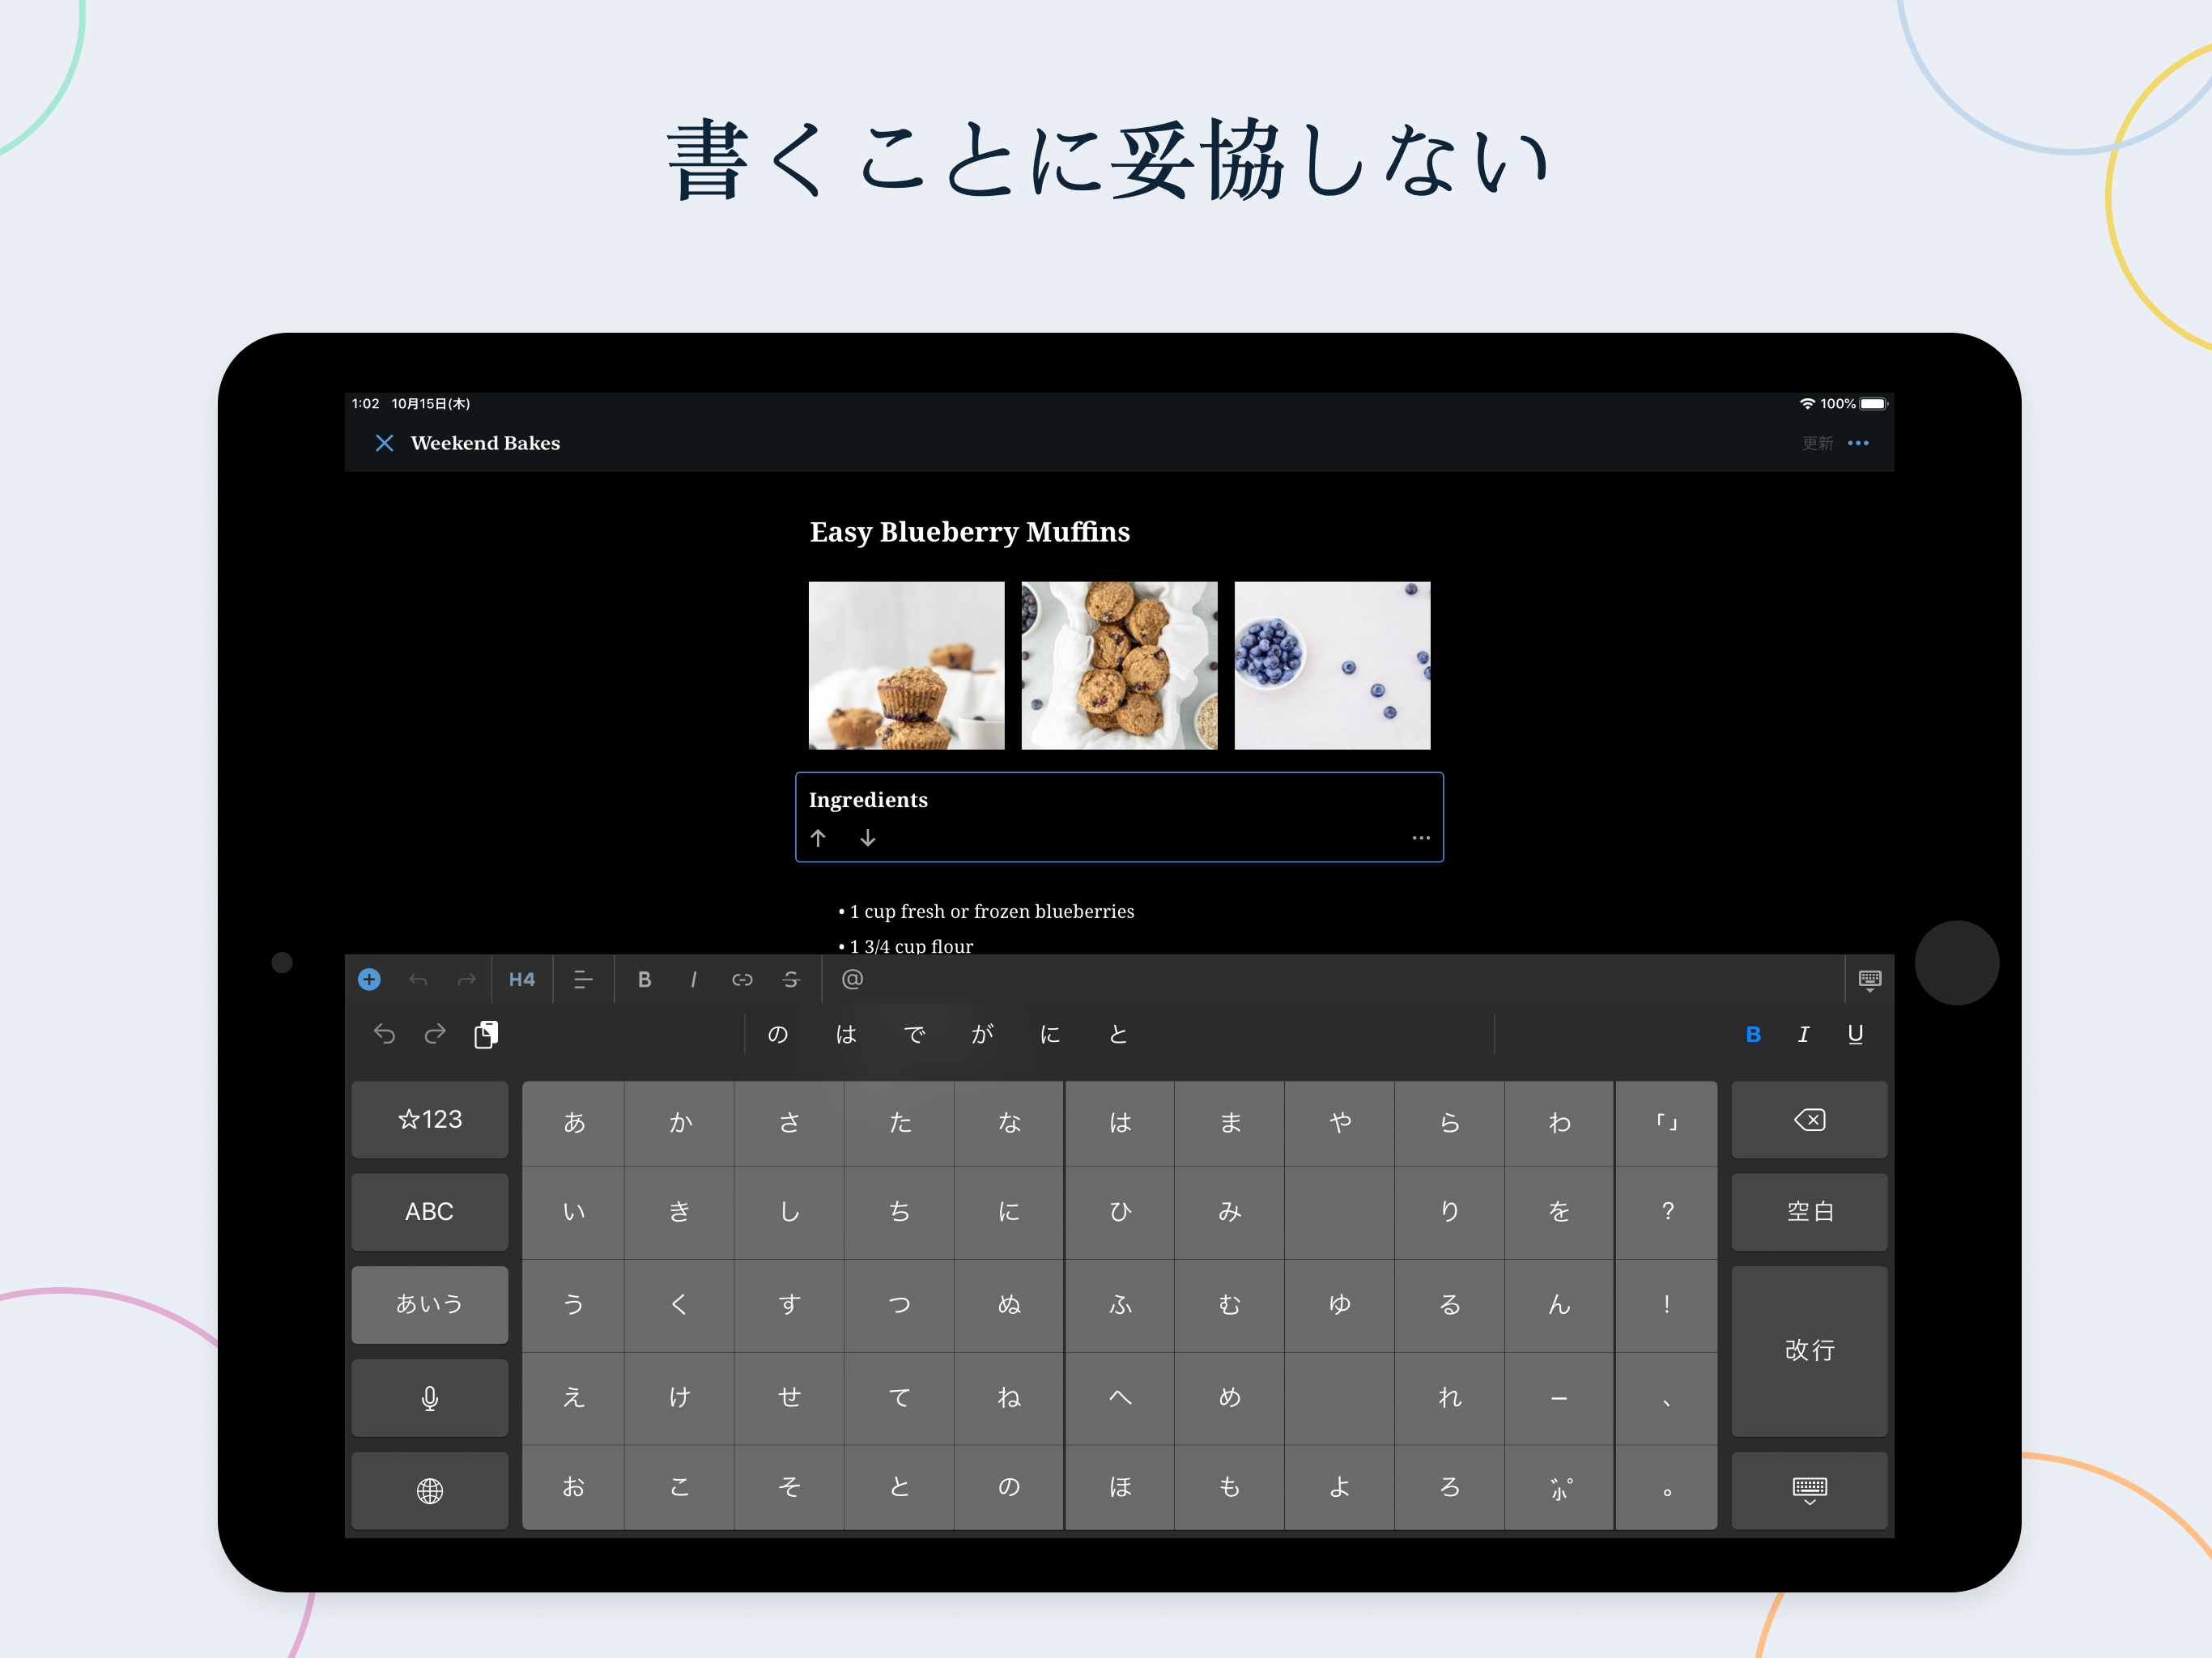 書くことに妥協しない
1:02 10月15日(木) 100%
Weekend Bakes 更新
Easy Blueberry Muffins
Ingredients
• 1 cup fresh or frozen blueberries
• 1 3/4 cup flour
H4 B I S @
の は で が に と B I U
☆123 あ か さ た な は ま や ら わ 「」
ABC い き し ち に ひ み り を ? 空白
あいう う く す つ ぬ ふ む ゆ る ん ! 改行
え け せ て ね へ め れ ー 、
お こ そ と の ほ も よ ろ ゛゜小 。